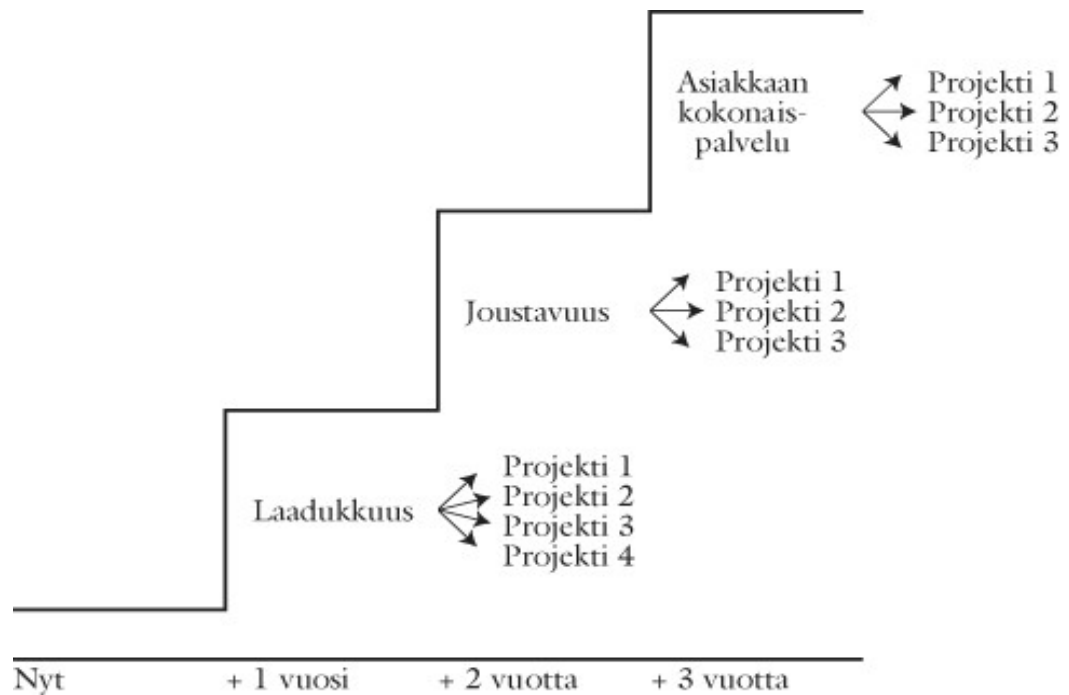 Asiakkaan
kokonais-
palvelu
Projekti 1
Projekti 2
Projekti 3
Joustavuus
Projekti 1
Projekti 2
Projekti 3
Laadukkuus
Projekti 1
Projekti 2
Projekti 3
Projekti 4
Nyt + 1 vuosi + 2 vuotta + 3 vuotta